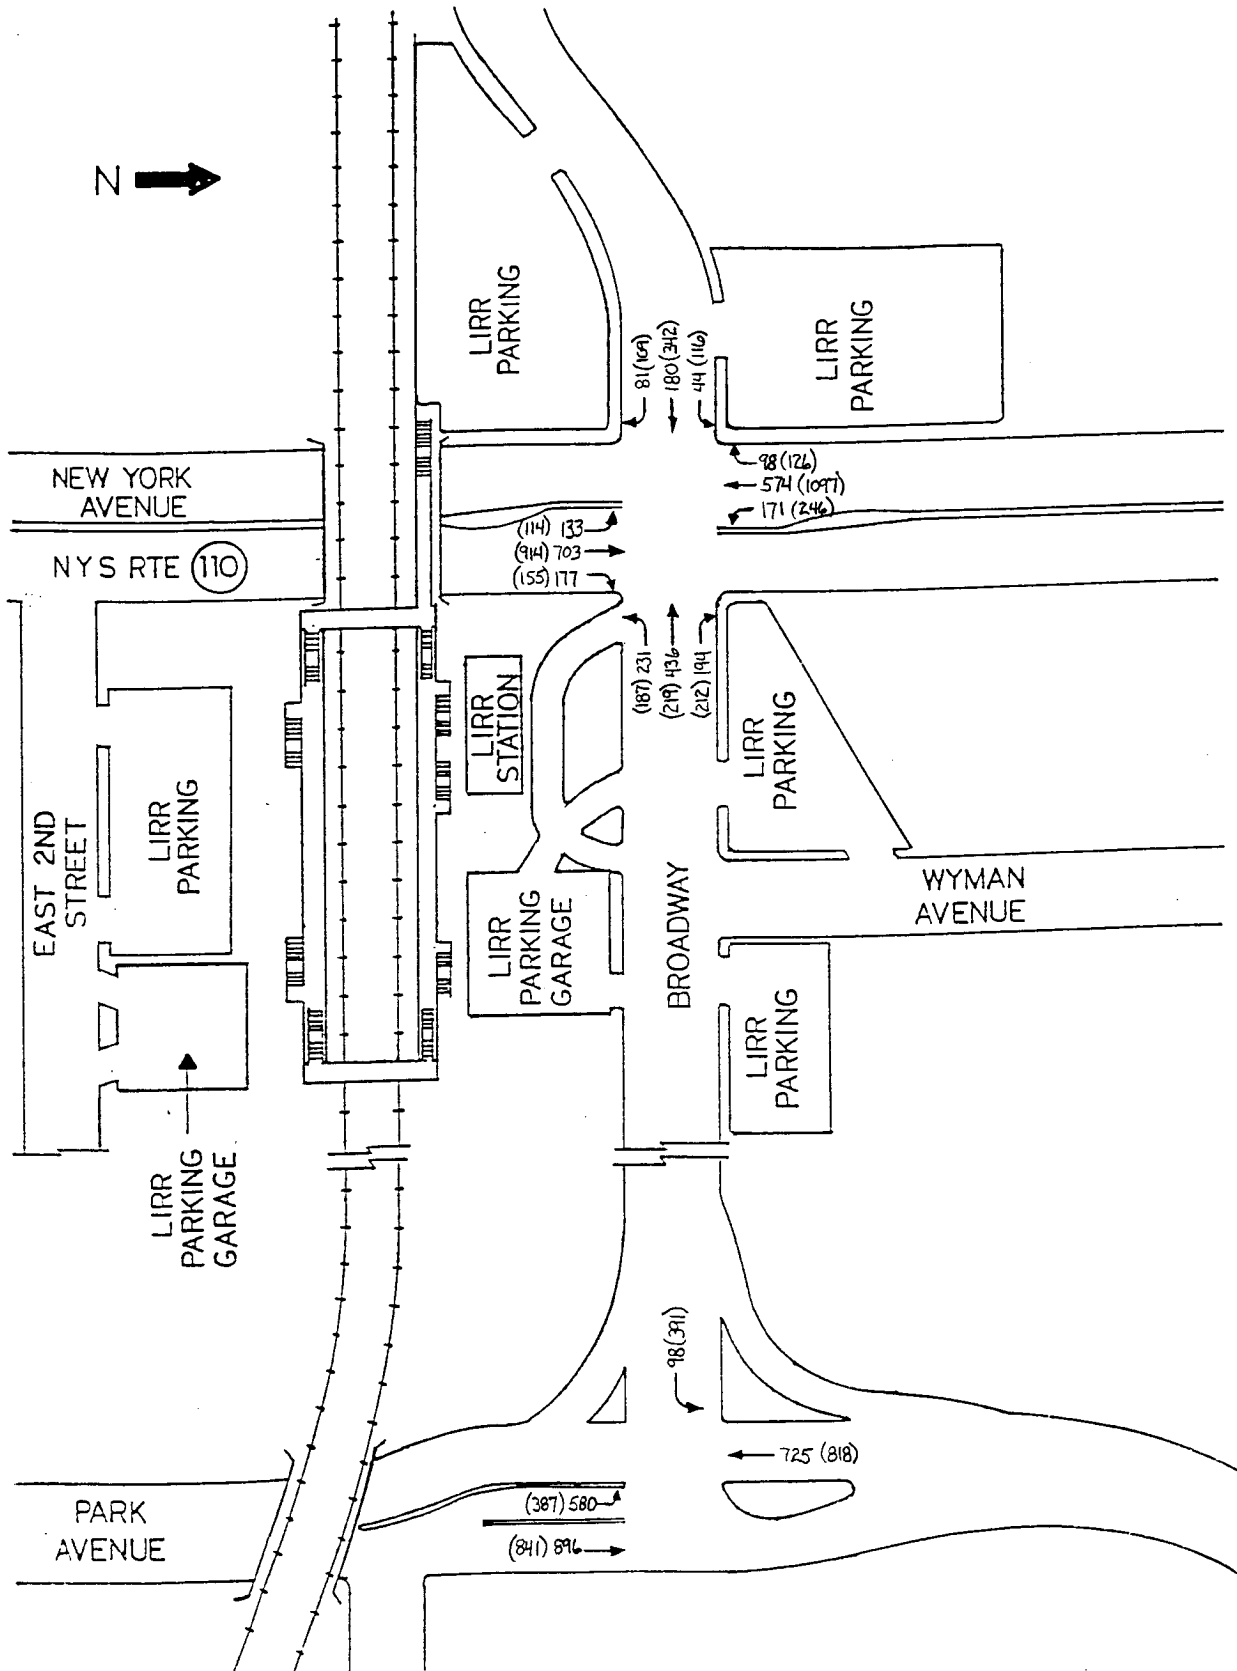 N
LIRR
PARKING
LIRR
PARKING
81(109)
180(342)
44(116)
NEW YORK
AVENUE
98(126)
574(1097)
171(246)
(114) 133
(914) 703
(155) 177
NYS RTE 110
(187) 231
(219) 436
(212) 194
LIRR
STATION
LIRR
PARKING
LIRR
PARKING
EAST 2ND
STREET
LIRR
PARKING
GARAGE
BROADWAY
WYMAN
AVENUE
LIRR
PARKING
LIRR
PARKING
GARAGE
98(391)
725 (818)
(387) 580
(841) 896
PARK
AVENUE